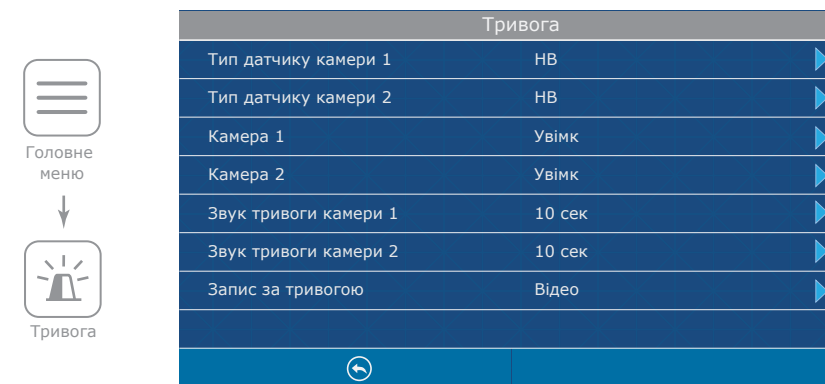 Тривога
Тип датчику камери 1 НВ
Тип датчику камери 2 НВ
Камера 1 Увімк
Камера 2 Увімк
Звук тривоги камери 1 10 сек
Звук тривоги камери 2 10 сек
Запис за тривогою Відео
Головне
меню
Тривога